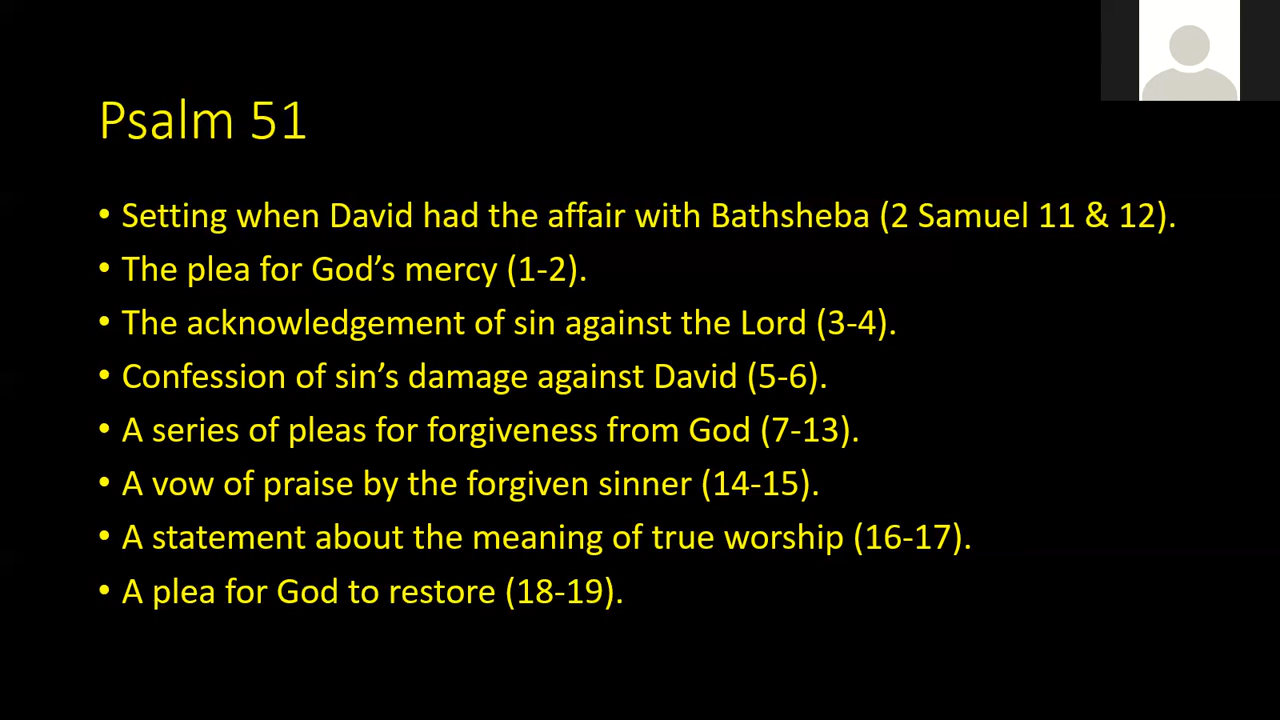 Psalm 51
• Setting when David had the affair with Bathsheba (2 Samuel 11 & 12).
• The plea for God’s mercy (1-2).
• The acknowledgement of sin against the Lord (3-4).
• Confession of sin’s damage against David (5-6).
• A series of pleas for forgiveness from God (7-13).
• A vow of praise by the forgiven sinner (14-15).
• A statement about the meaning of true worship (16-17).
• A plea for God to restore (18-19).